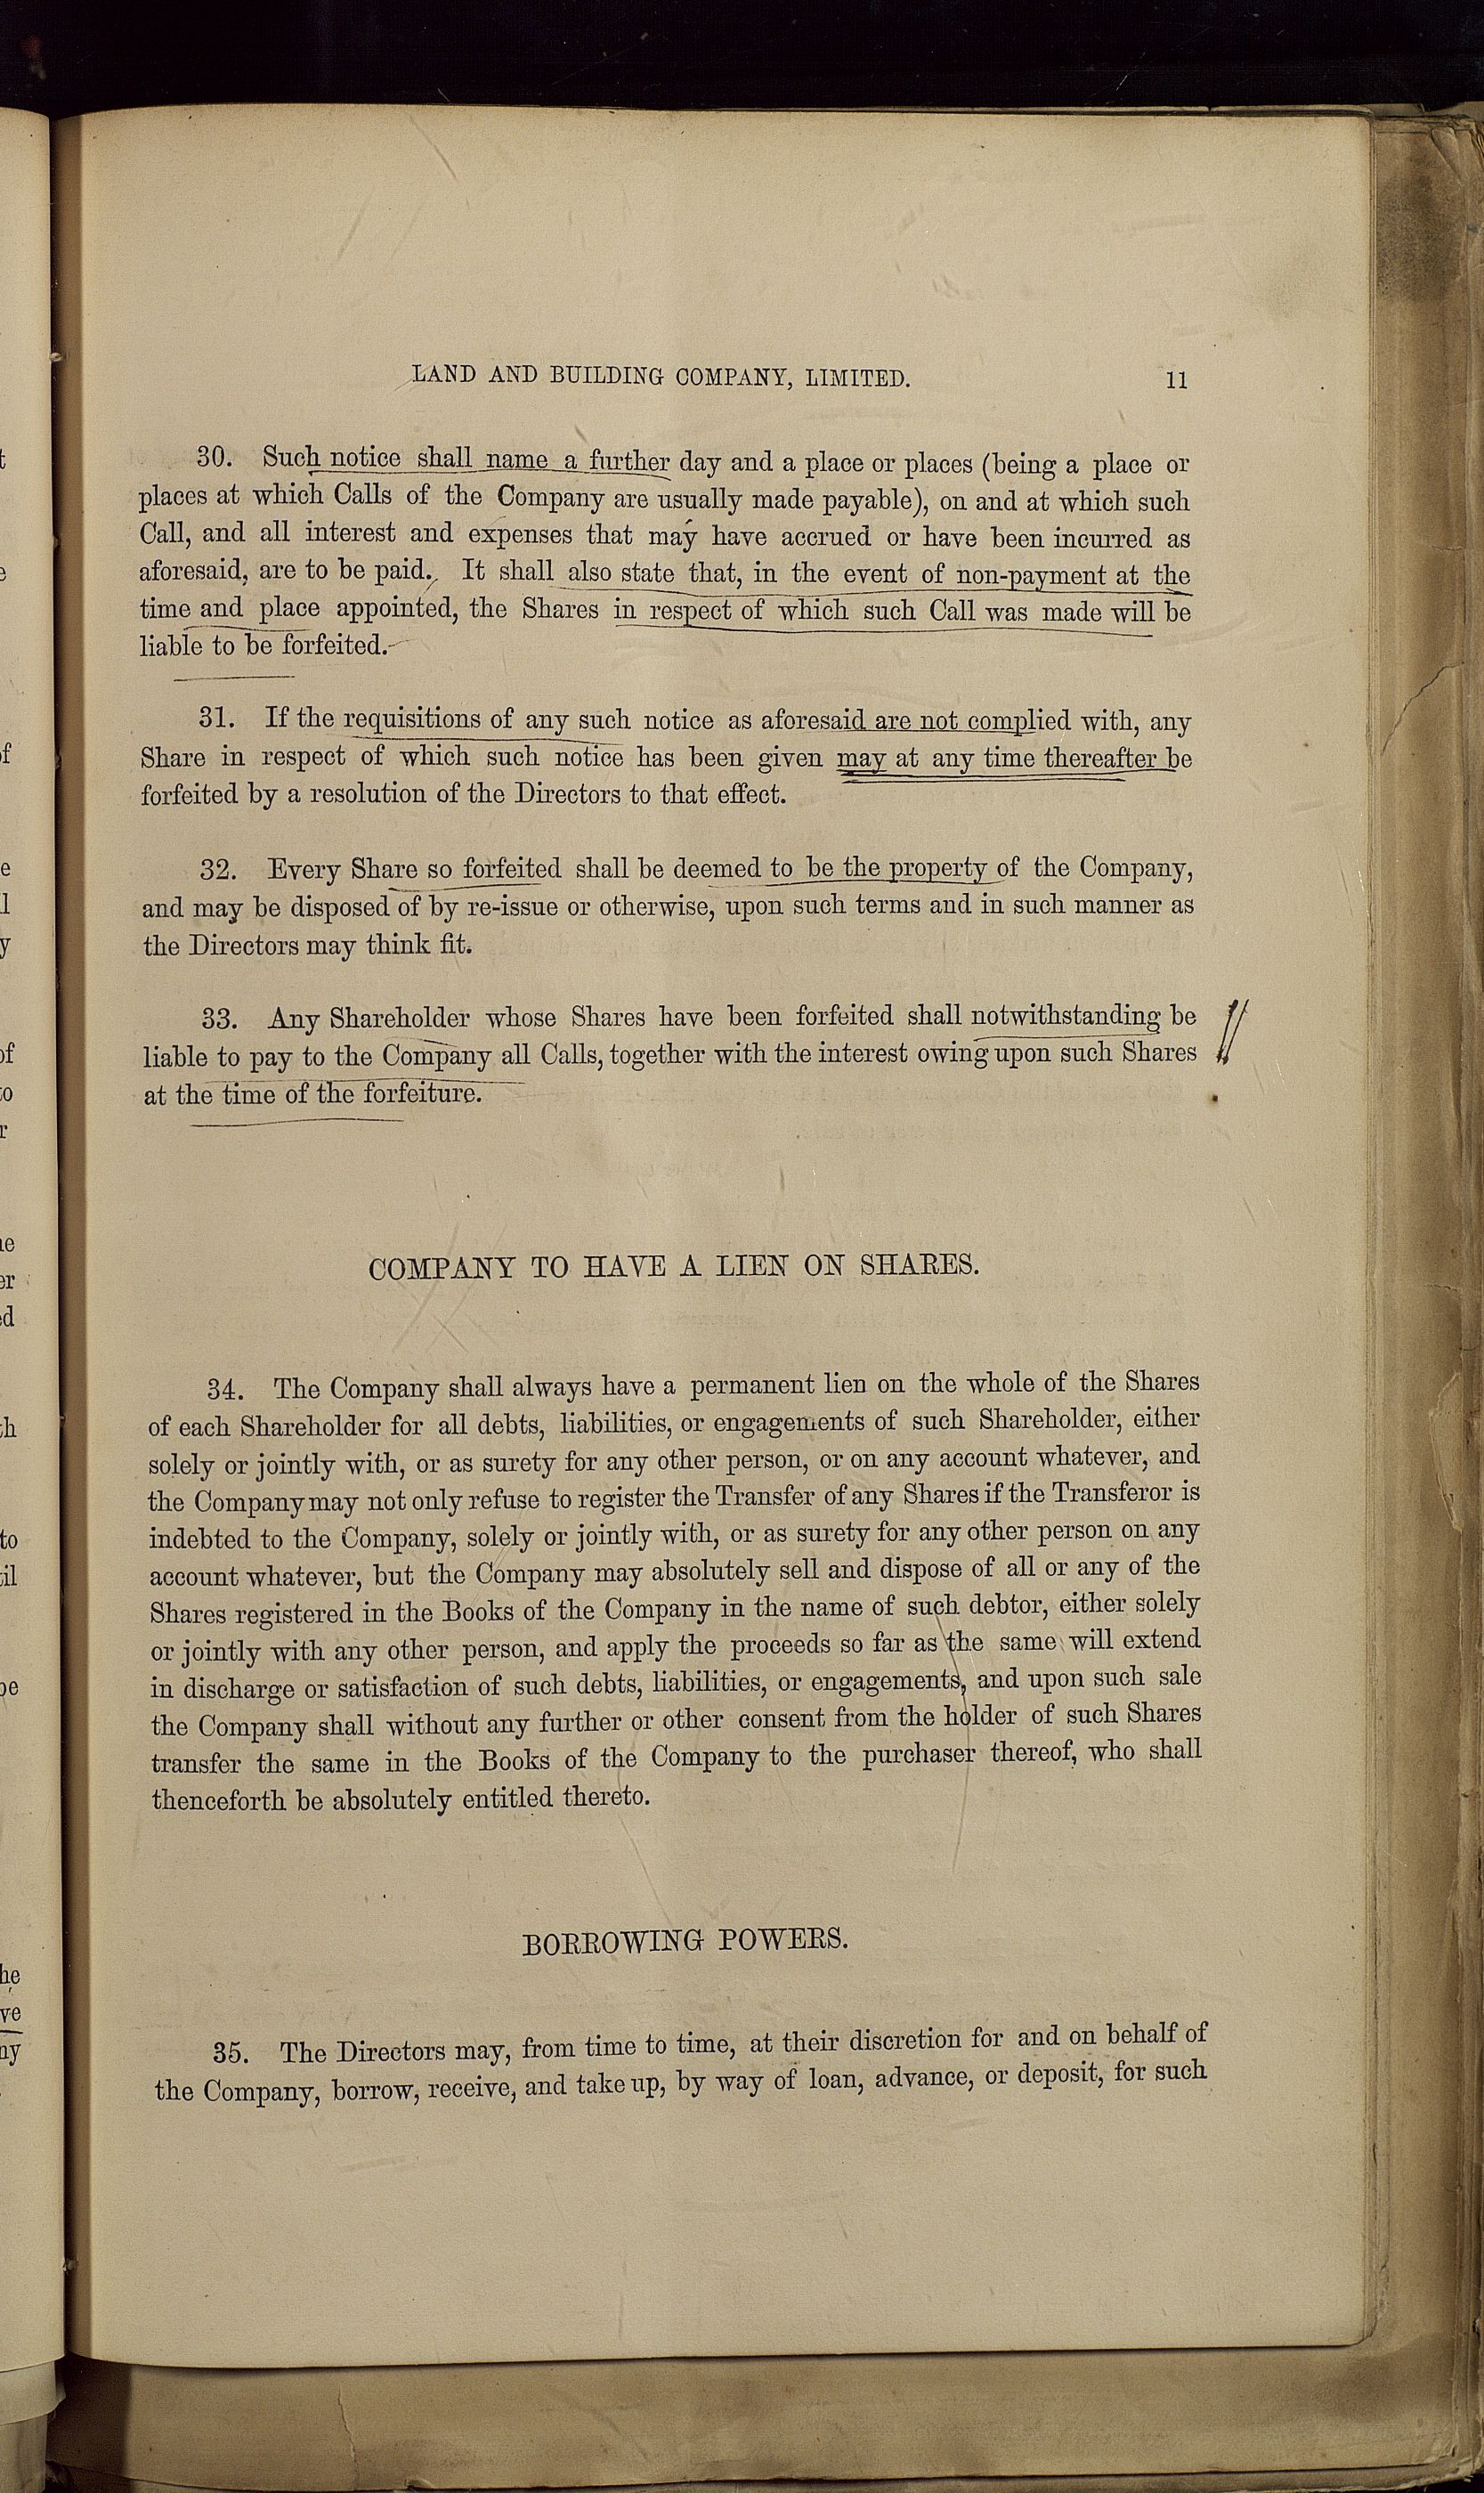 LAND AND BUILDING COMPANY, LIMITED. 11
30. Such notice shall name a further day and a place or places (being a place or
places at which Calls of the Company are usually made payable), on and at which such
Call, and all interest and expenses that may have accrued or have been incurred as
aforesaid, are to be paid. It shall also state that, in the event of non-payment at the
time and place appointed, the Shares in respect of which such Call was made will be
liable to be forfeited.
31. If the requisitions of any such notice as aforesaid are not complied with, any
Share in respect of which such notice has been given may at any time thereafter be
forfeited by a resolution of the Directors to that effect.
32. Every Share so forfeited shall be deemed to be the property of the Company,
and may be disposed of by re-issue or otherwise, upon such terms and in such manner as
the Directors may think fit.
33. Any Shareholder whose Shares have been forfeited shall notwithstanding be
liable to pay to the Company all Calls, together with the interest owing upon such Shares
at the time of the forfeiture.
COMPANY TO HAVE A LIEN ON SHARES.
34. The Company shall always have a permanent lien on the whole of the Shares
of each Shareholder for all debts, liabilities, or engagements of such Shareholder, either
solely or jointly with, or as surety for any other person, or on any account whatever, and
the Company may not only refuse to register the Transfer of any Shares if the Transferor is
indebted to the Company, solely or jointly with, or as surety for any other person on any
account whatever, but the Company may absolutely sell and dispose of all or any of the
Shares registered in the Books of the Company in the name of such debtor, either solely
or jointly with any other person, and apply the proceeds so far as the same will extend
in discharge or satisfaction of such debts, liabilities, or engagements, and upon such sale
the Company shall without any further or other consent from the holder of such Shares
transfer the same in the Books of the Company to the purchaser thereof, who shall
thenceforth be absolutely entitled thereto.
BORROWING POWERS.
35. The Directors may, from time to time, at their discretion for and on behalf of
the Company, borrow, receive, and take up, by way of loan, advance, or deposit, for such